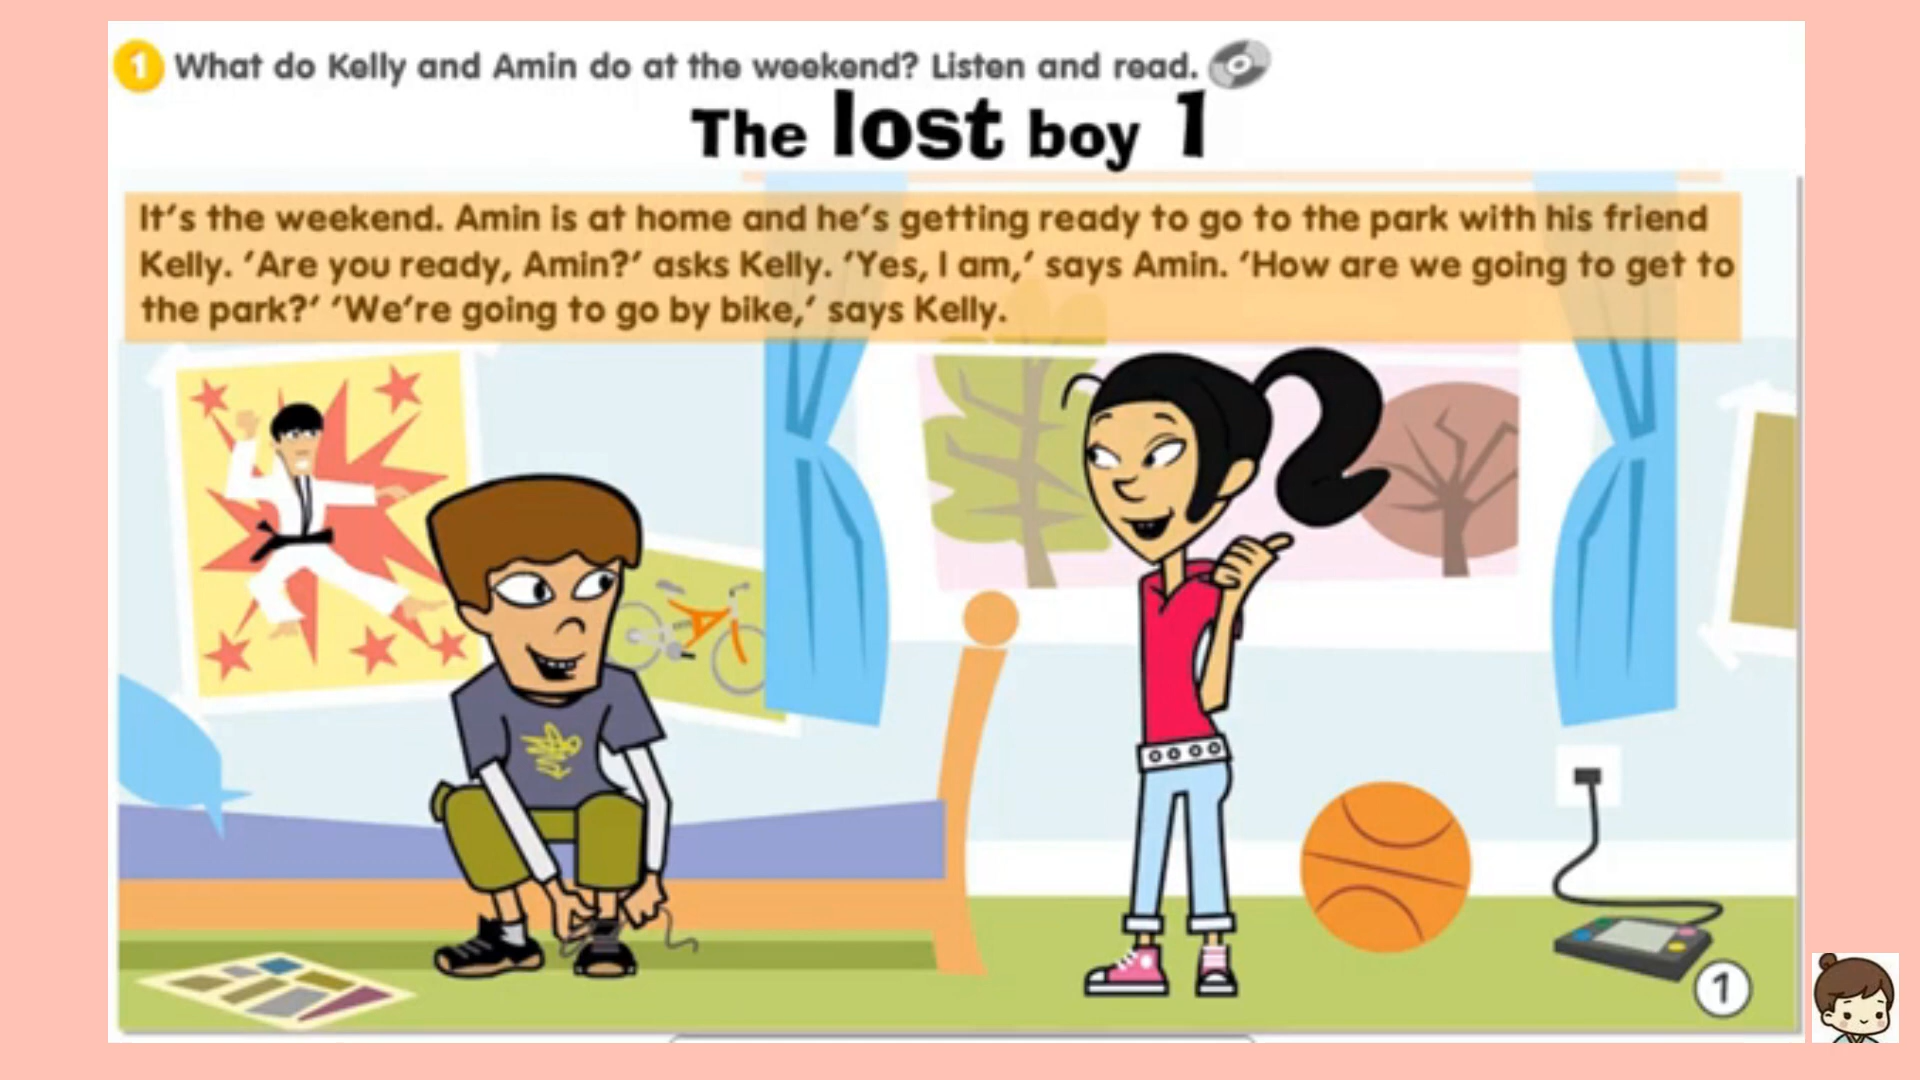 1 What do Kelly and Amin do at the weekend? Listen and read.
The lost boy 1
It's the weekend. Amin is at home and he's getting ready to go to the park with his friend
Kelly. 'Are you ready, Amin?' asks Kelly. 'Yes, I am,' says Amin. 'How are we going to get to
the park?' 'We're going to go by bike,' says Kelly.
1